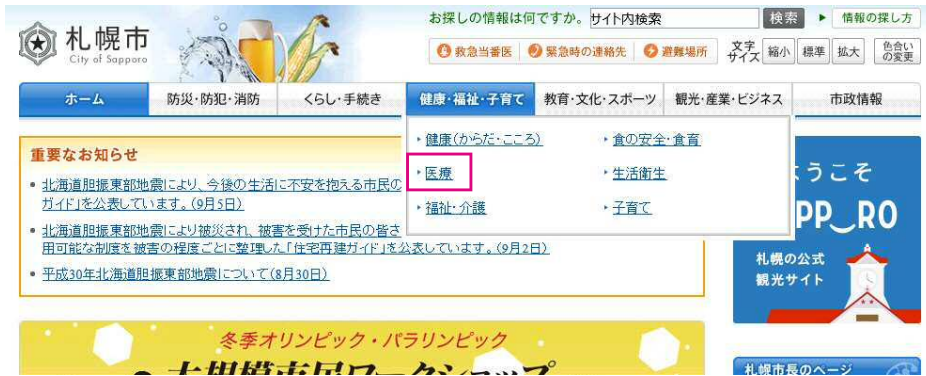 お探しの情報は何ですか。 サイト内検索 検索 情報の探し方
札幌市
City of Sapporo
救急当番医 緊急時の連絡先 避難場所 文字サイズ 縮小 標準 拡大 色合いの変更
ホーム 防災・防犯・消防 くらし・手続き 健康・福祉・子育て 教育・文化・スポーツ 観光・産業・ビジネス 市政情報
健康(からだ・こころ) 食の安全・食育
医療 生活衛生
福祉・介護 子育て
重要なお知らせ
北海道胆振東部地震により、今後の生活に不安を抱える市民の
ガイド」を公表しています。(9月5日)
北海道胆振東部地震により被災され、被害を受けた市民の皆さ
用可能な制度を被害の程度ごとに整理した「住宅再建ガイド」を公表しています。(9月2日)
平成30年北海道胆振東部地震について(8月30日)
ようこそ
PP_RO
札幌の公式
観光サイト
冬季オリンピック・パラリンピック
大規模市民ワークショップ
札幌市長のページ